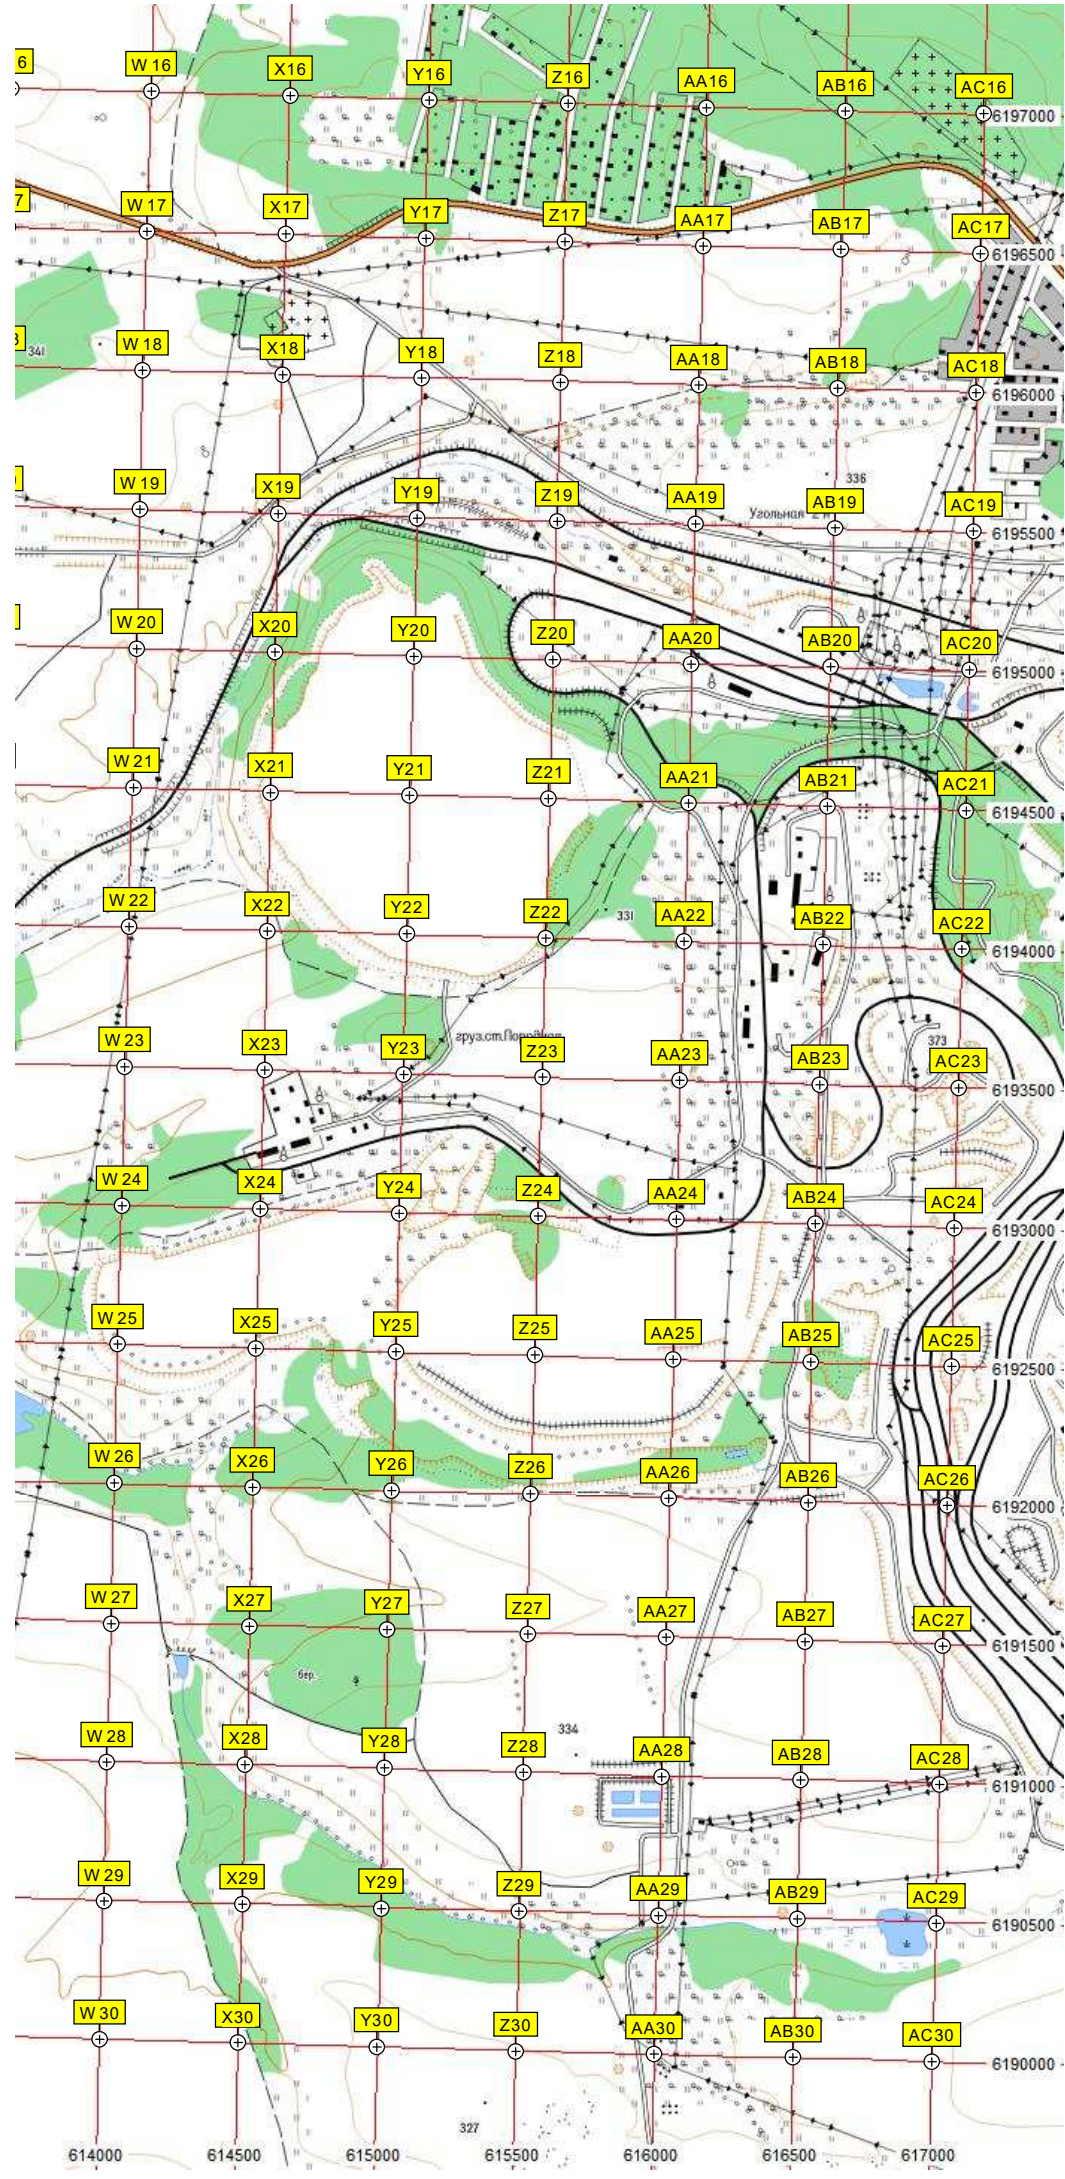 6 W 16 X16 Y16 Z16 AA16 AB16 AC16
6197000
7 W 17 X17 Y17 Z17 AA17 AB17 AC17
6196500
341 W 18 X18 Y18 Z18 AA18 AB18 AC18
6196000
336
W 19 X19 Y19 Z19 AA19 AB19 AC19
Угольная
6195500
W 20 X20 Y20 Z20 AA20 AB20 AC20
6195000
W 21 X21 Y21 Z21 AA21 AB21 AC21
6194500
W 22 X22 Y22 Z22 331 AA22 AB22 AC22
6194000
груз.ст.
373
W 23 X23 Y23 Z23 AA23 AB23 AC23
6193500
W 24 X24 Y24 Z24 AA24 AB24 AC24
6193000
W 25 X25 Y25 Z25 AA25 AB25 AC25
6192500
W 26 X26 Y26 Z26 AA26 AB26 AC26
6192000
W 27 X27 Y27 Z27 AA27 AB27 AC27
6191500
бер.
334
W 28 X28 Y28 Z28 AA28 AB28 AC28
6191000
W 29 X29 Y29 Z29 AA29 AB29 AC29
6190500
W 30 X30 Y30 Z30 AA30 AB30 AC30
6190000
327
614000 614500 615000 615500 616000 616500 617000